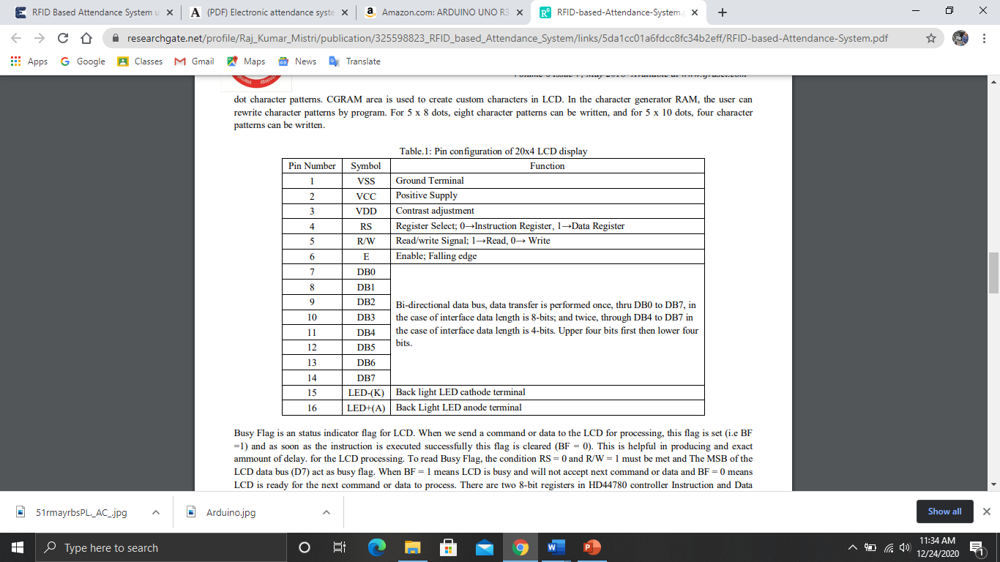 RFID Based Attendance System u
(PDF) Electronic attendance syste
Amazon.com: ARDUINO UNO R3
RFID-based-Attendance-System.
researchgate.net/profile/Raj_Kumar_Mistri/publication/325598823_RFID_based_Attendance_System/links/5da1cc01a6fdcc8fc34b2eff/RFID-based-Attendance-System.pdf
Apps Google Classes Gmail Maps News Translate
dot character patterns. CGRAM area is used to create custom characters in LCD. In the character generator RAM, the user can
rewrite character patterns by program. For 5 x 8 dots, eight character patterns can be written, and for 5 x 10 dots, four character
patterns can be written.
Table.1: Pin configuration of 20x4 LCD display
Pin Number Symbol Function
1 VSS Ground Terminal
2 VCC Positive Supply
3 VDD Contrast adjustment
4 RS Register Select; 0→Instruction Register, 1→Data Register
5 R/W Read/write Signal; 1→Read, 0→ Write
6 E Enable; Falling edge
7 DB0
8 DB1
9 DB2
10 DB3
11 DB4
12 DB5
13 DB6
14 DB7
Bi-directional data bus, data transfer is performed once, thru DB0 to DB7, in
the case of interface data length is 8-bits; and twice, through DB4 to DB7 in
the case of interface data length is 4-bits. Upper four bits first then lower four
bits.
15 LED-(K) Back light LED cathode terminal
16 LED+(A) Back Light LED anode terminal
Busy Flag is an status indicator flag for LCD. When we send a command or data to the LCD for processing, this flag is set (i.e BF
=1) and as soon as the instruction is executed successfully this flag is cleared (BF = 0). This is helpful in producing and exact
ammount of delay. for the LCD processing. To read Busy Flag, the condition RS = 0 and R/W = 1 must be met and The MSB of the
LCD data bus (D7) act as busy flag. When BF = 1 means LCD is busy and will not accept next command or data and BF = 0 means
LCD is ready for the next command or data to process. There are two 8-bit registers in HD44780 controller Instruction and Data
51rmayrbsPL._AC_.jpg
Arduino.jpg
Show all
Type here to search
11:34 AM
12/24/2020
1